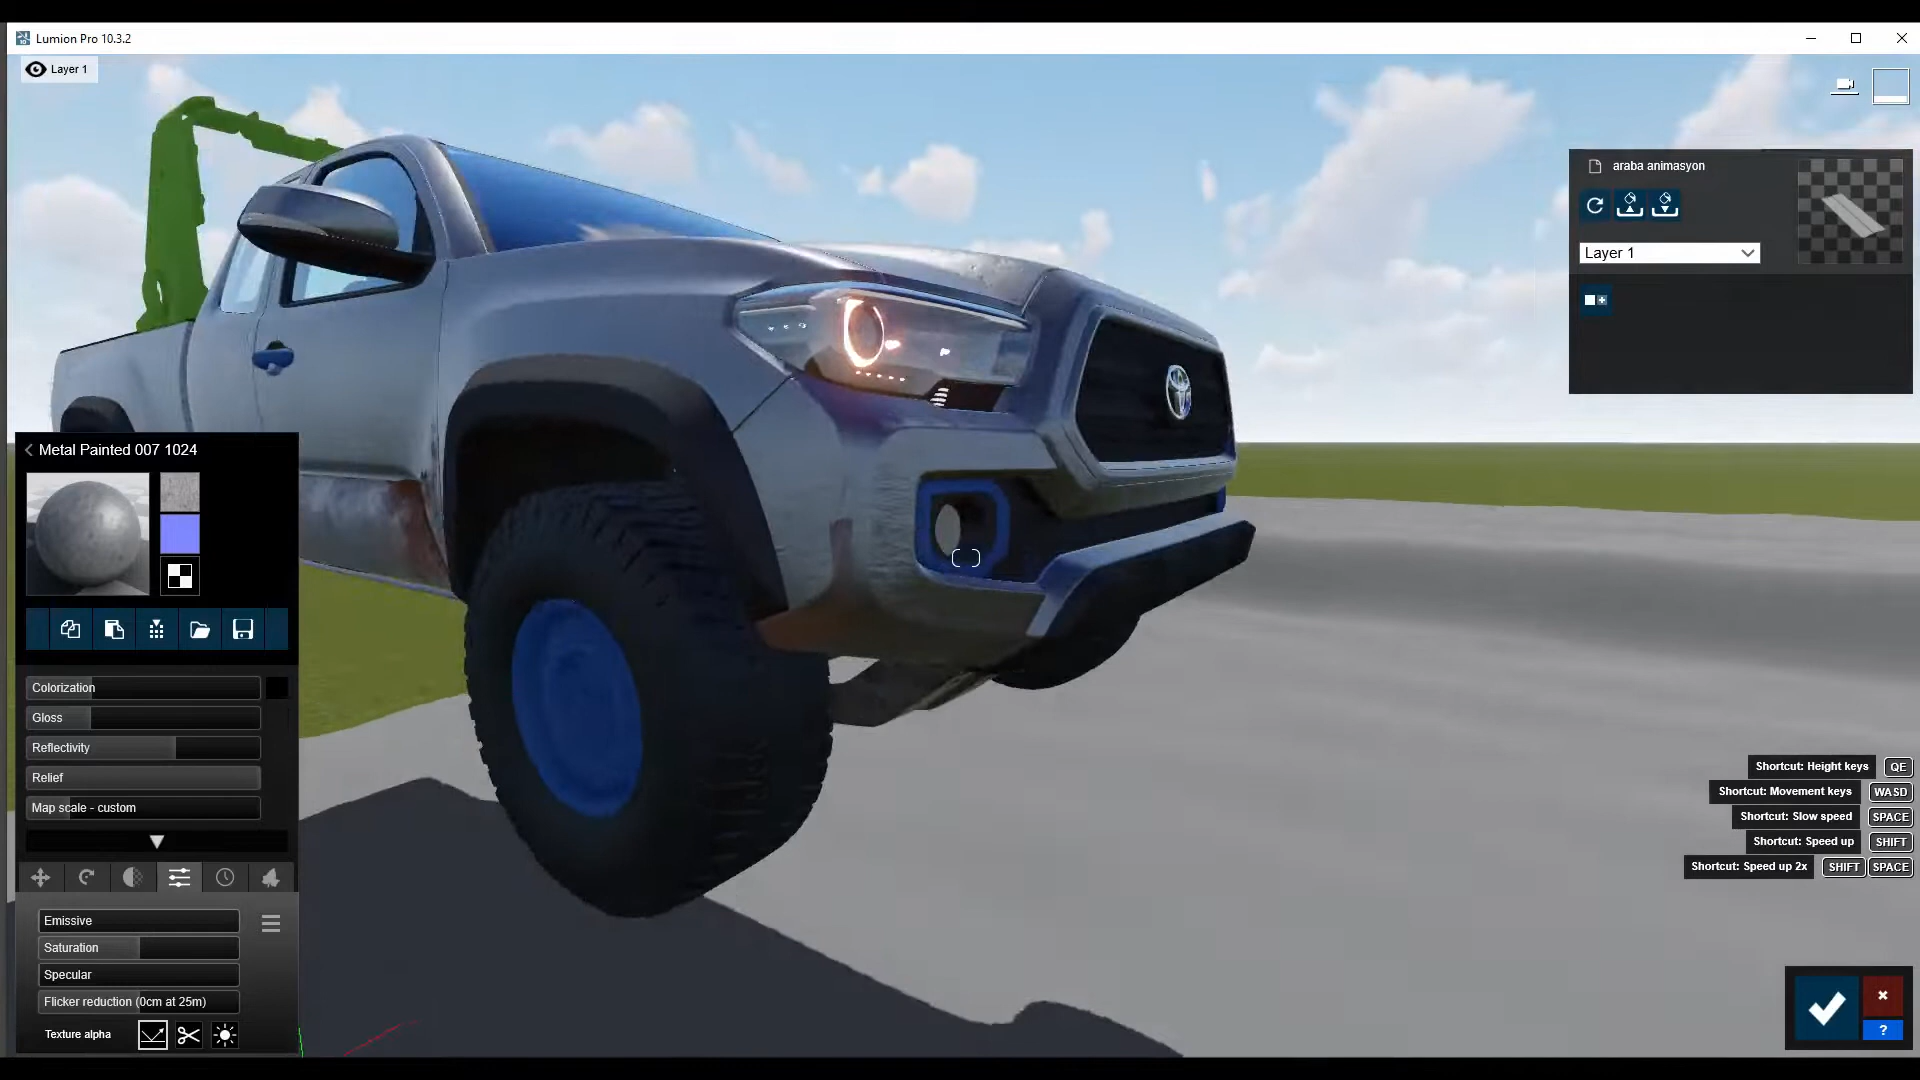 Lumion Pro 10.3.2
Layer 1
araba animasyon
Layer 1
Metal Painted 007 1024
Colorization
Gloss
Reflectivity
Relief
Map scale - custom
Emissive
Saturation
Specular
Flicker reduction (0cm at 25m)
Texture alpha
Shortcut: Height keys QE
Shortcut: Movement keys WASD
Shortcut: Slow speed SPACE
Shortcut: Speed up SHIFT
Shortcut: Speed up 2x SHIFT SPACE
?